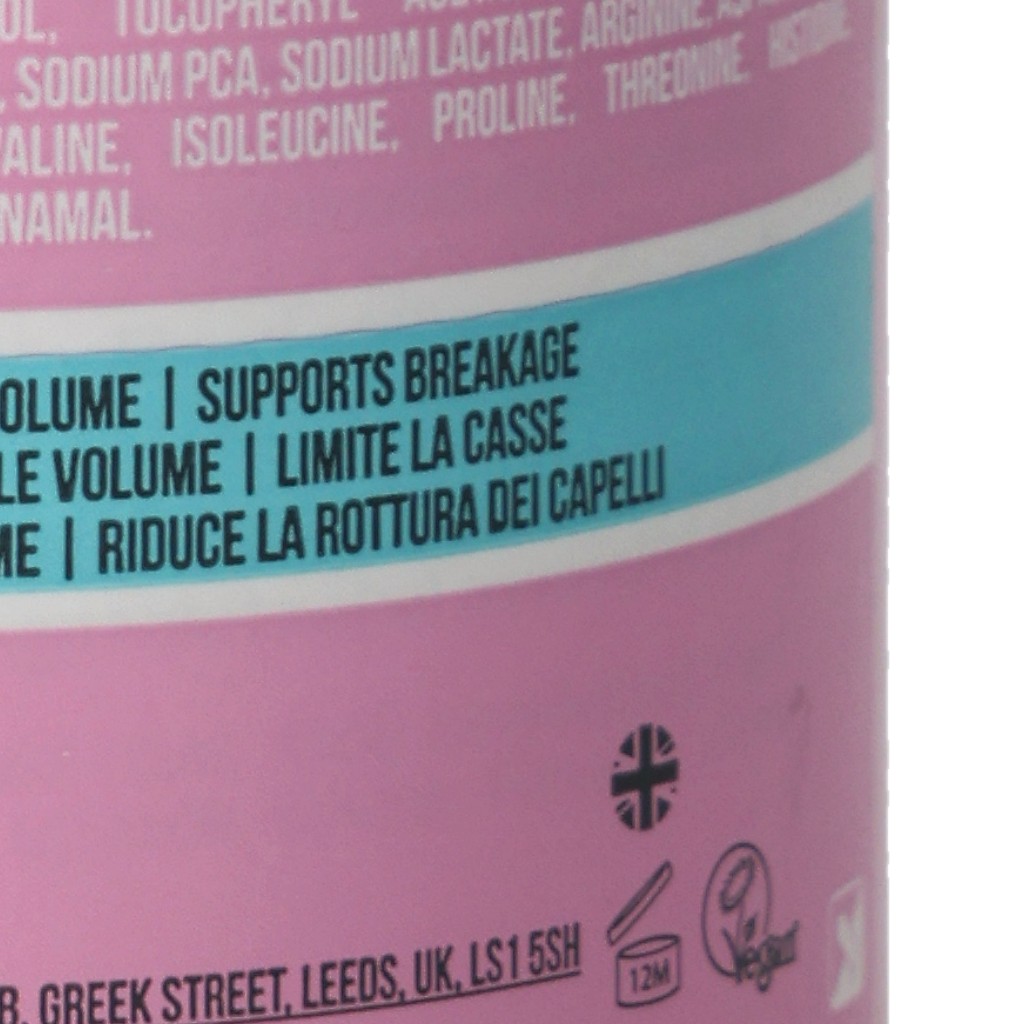 SODIUM PCA, SODIUM LACTATE, ARGININE,
ISOLEUCINE, PROLINE, THREONINE,
NAMAL.
OLUME | SUPPORTS BREAKAGE
LE VOLUME | LIMITE LA CASSE
ME | RIDUCE LA ROTTURA DEI CAPELLI
12M
Vegan
B, GREEK STREET, LEEDS, UK, LS1 5SH